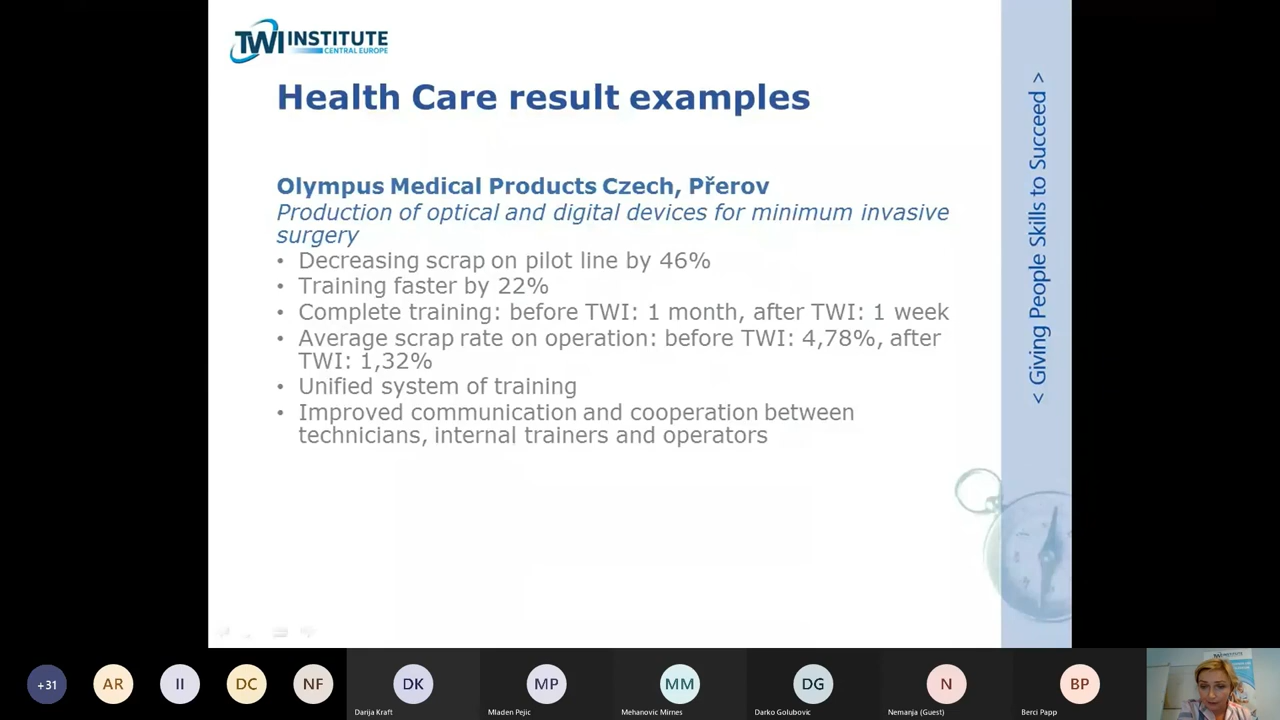 TWI INSTITUTE
CENTRAL EUROPE
Health Care result examples
Olympus Medical Products Czech, Přerov
Production of optical and digital devices for minimum invasive
surgery
• Decreasing scrap on pilot line by 46%
• Training faster by 22%
• Complete training: before TWI: 1 month, after TWI: 1 week
• Average scrap rate on operation: before TWI: 4,78%, after
TWI: 1,32%
• Unified system of training
• Improved communication and cooperation between
technicians, internal trainers and operators
< Giving People Skills to Succeed >
+31
AR
II
DC
NF
DK
MP
MM
DG
N
BP
Darija Kraft
Mladen Pejic
Mehanovic Mirnes
Darko Golubovic
Nemanja (Guest)
Berci Papp
TWI INSTITUTE